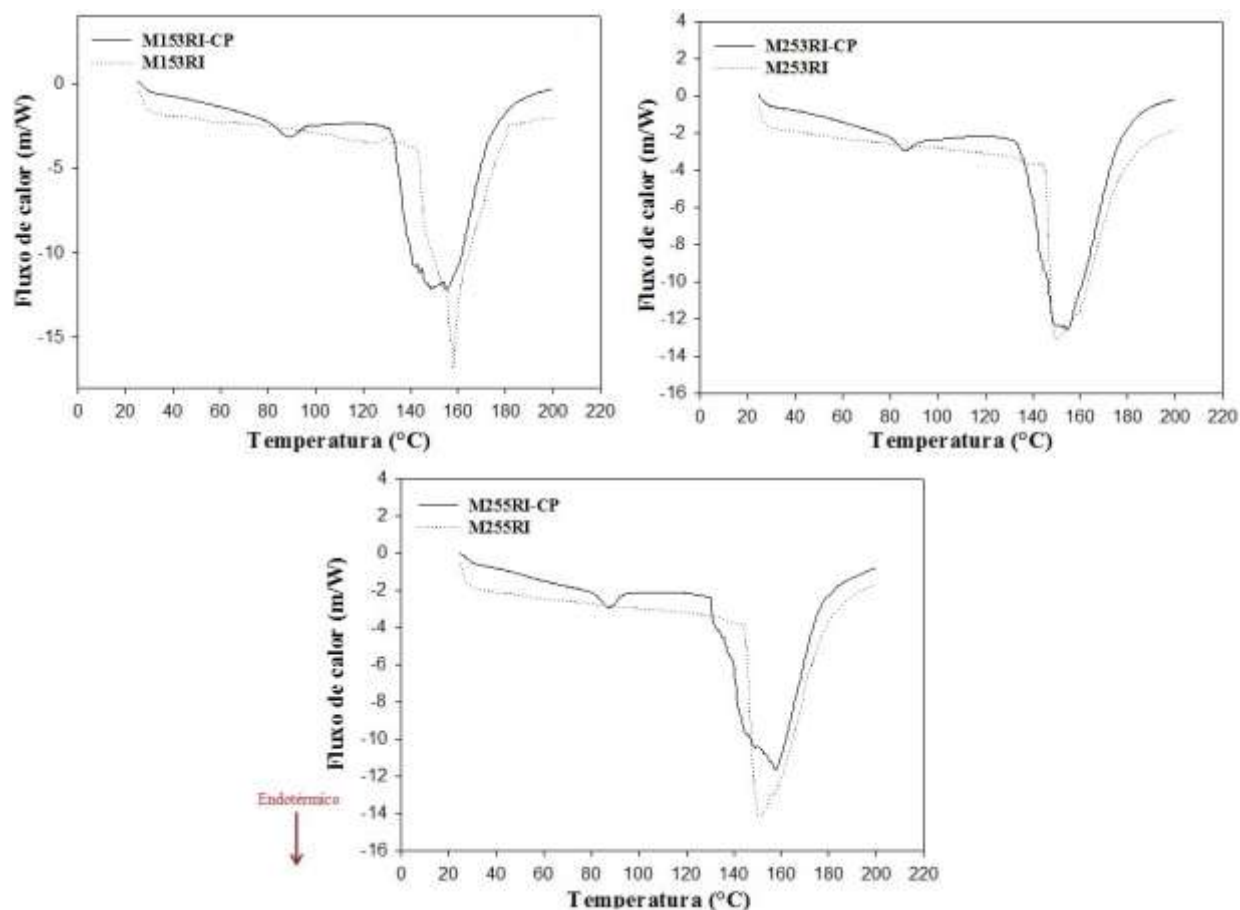 M153RI-CP
M153RI
Fluxo de calor (m/W)
0
-5
-10
-15
0 20 40 60 80 100 120 140 160 180 200 220
Temperatura (°C)
M253RI-CP
M253RI
Fluxo de calor (m/W)
4
2
0
-2
-4
-6
-8
-10
-12
-14
-16
0 20 40 60 80 100 120 140 160 180 200 220
Temperatura (°C)
M255RI-CP
M255RI
Fluxo de calor (m/W)
4
2
0
-2
-4
-6
-8
-10
-12
-14
-16
0 20 40 60 80 100 120 140 160 180 200 220
Temperatura (°C)
Endotérmico